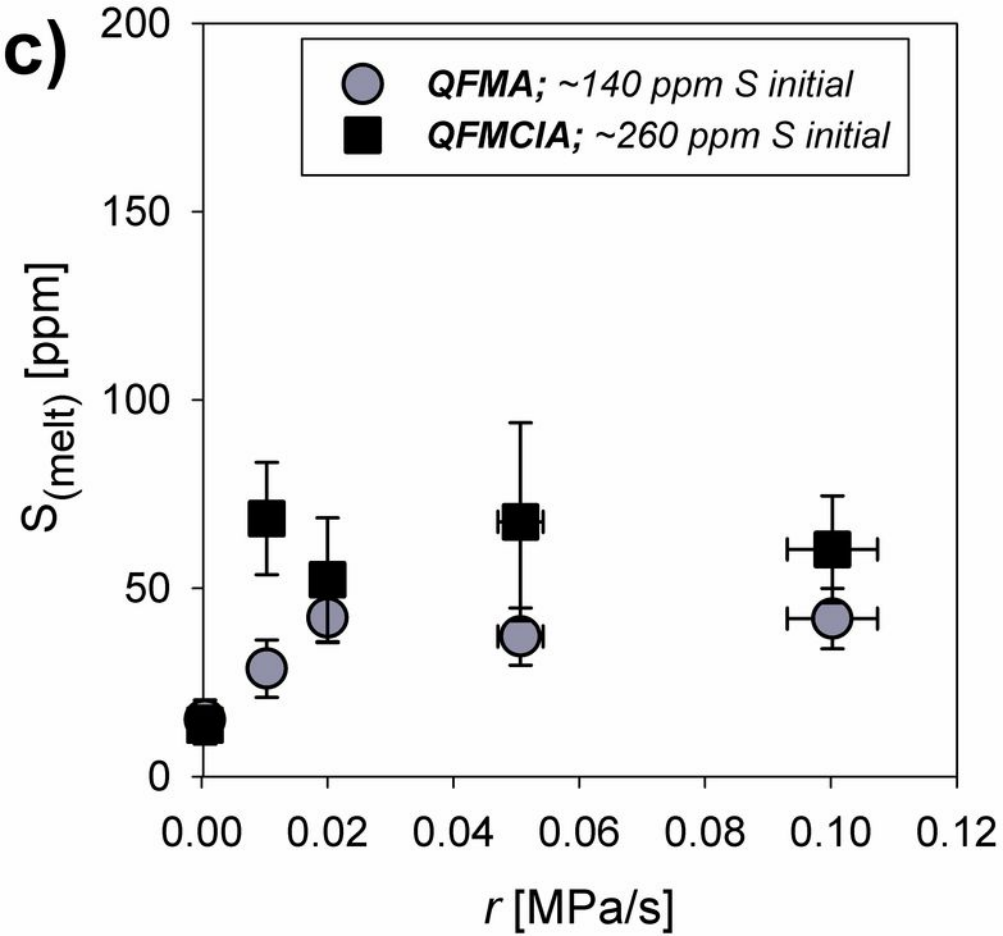 c)
QFMA; ~140 ppm S initial
QFMClA; ~260 ppm S initial
S(melt) [ppm]
200
150
100
50
0
0.00 0.02 0.04 0.06 0.08 0.10 0.12
r [MPa/s]